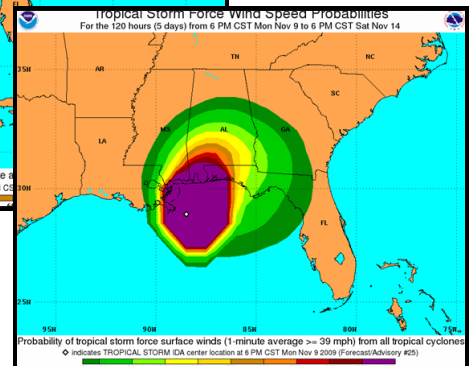 Tropical Storm Force Wind Speed Probabilities
For the 120 hours (5 days) from 6 PM CST Mon Nov 9 to 6 PM CST Sat Nov 14
TN
NC
35N
AR
SC
MS
AL
GA
LA
30N
FL
25N
95W
90W
85W
80W
75W
Probability of tropical storm force surface winds (1-minute average >= 39 mph) from all tropical cyclones
indicates TROPICAL STORM IDA center location at 6 PM CST Mon Nov 9 2009 (Forecast/Advisory #25)